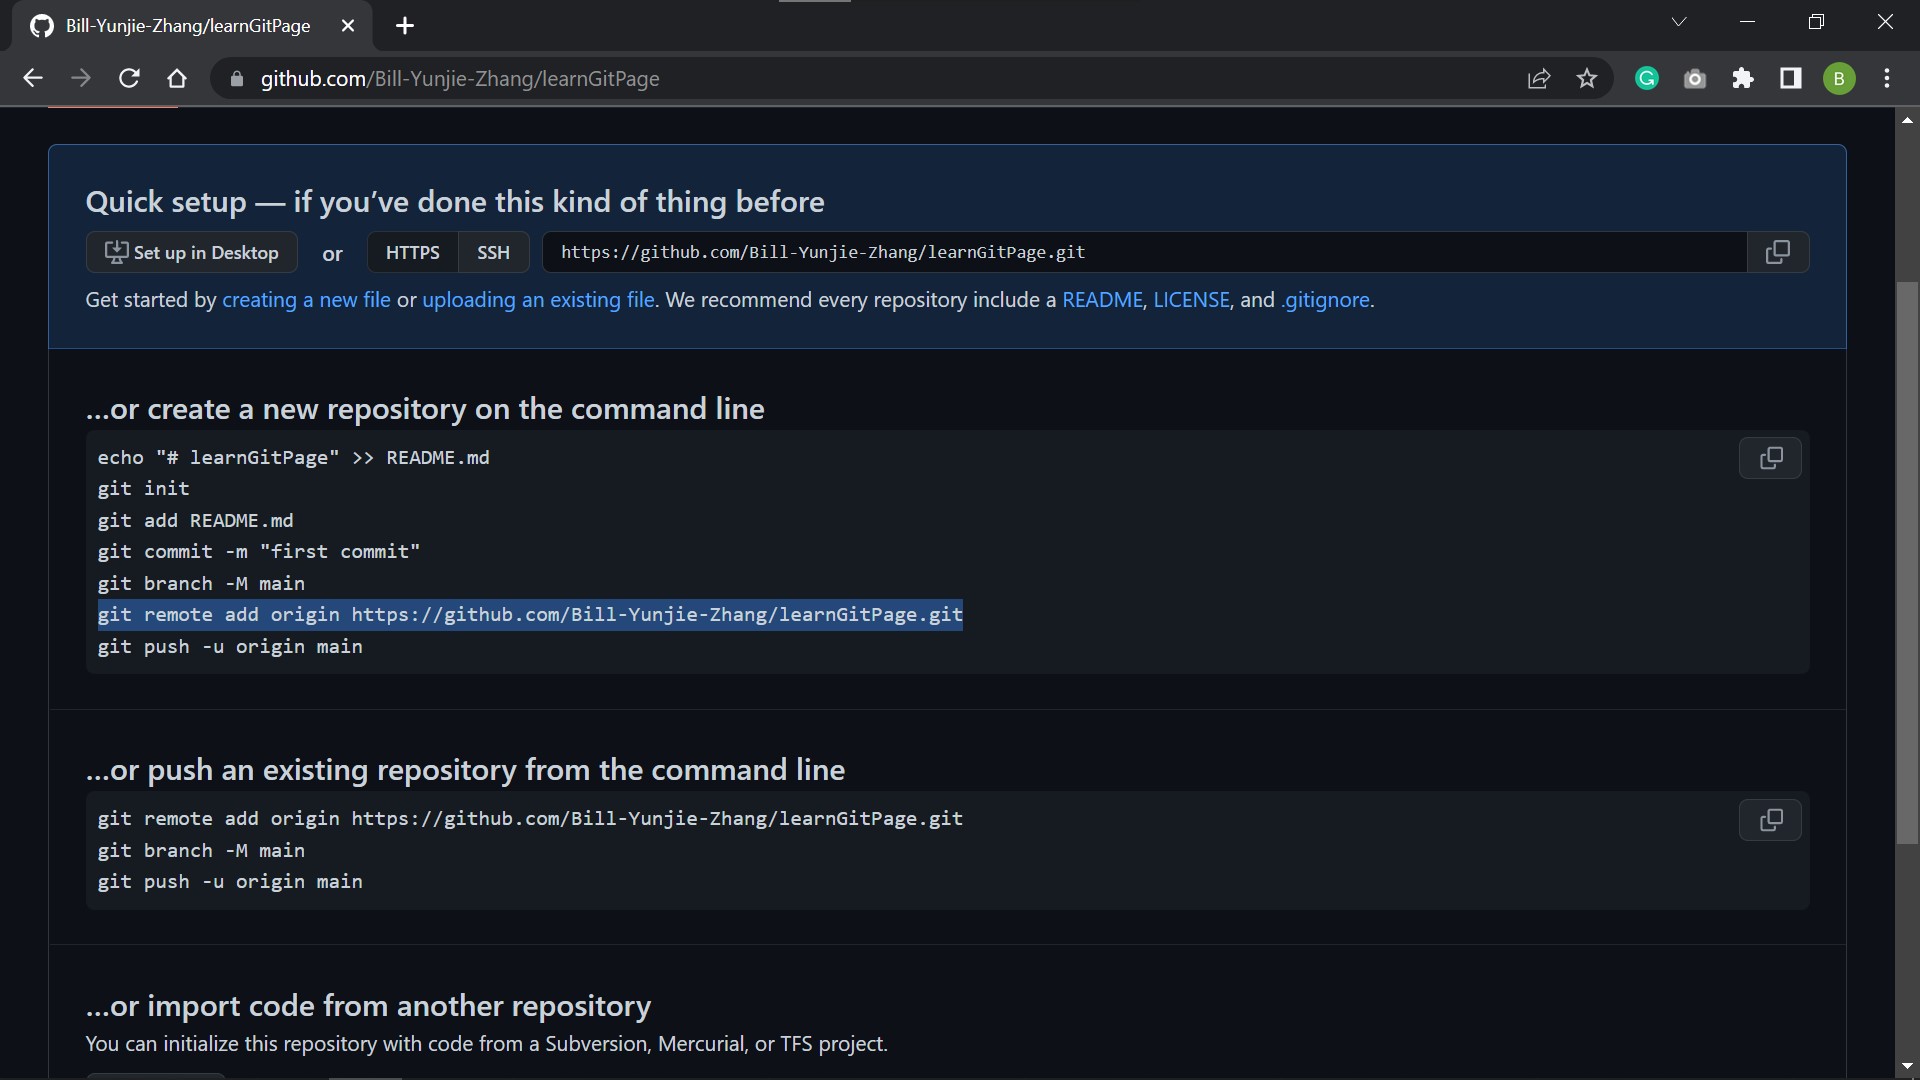 Bill-Yunjie-Zhang/learnGitPage
github.com/Bill-Yunjie-Zhang/learnGitPage
B
Quick setup — if you’ve done this kind of thing before
Set up in Desktop or HTTPS SSH https://github.com/Bill-Yunjie-Zhang/learnGitPage.git
Get started by creating a new file or uploading an existing file. We recommend every repository include a README, LICENSE, and .gitignore.
…or create a new repository on the command line
echo "# learnGitPage" >> README.md
git init
git add README.md
git commit -m "first commit"
git branch -M main
git remote add origin https://github.com/Bill-Yunjie-Zhang/learnGitPage.git
git push -u origin main
…or push an existing repository from the command line
git remote add origin https://github.com/Bill-Yunjie-Zhang/learnGitPage.git
git branch -M main
git push -u origin main
…or import code from another repository
You can initialize this repository with code from a Subversion, Mercurial, or TFS project.